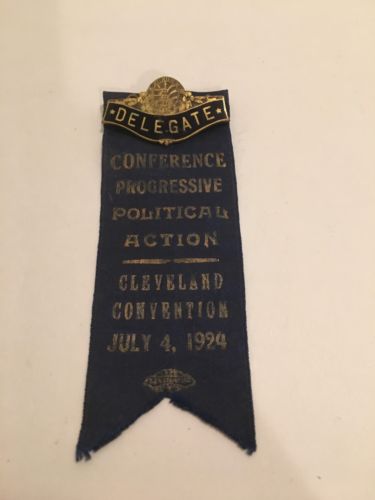 ★DELEGATE★
CONFERENCE
PROGRESSIVE
POLITICAL
ACTION
CLEVELAND
CONVENTION
JULY 4, 1924